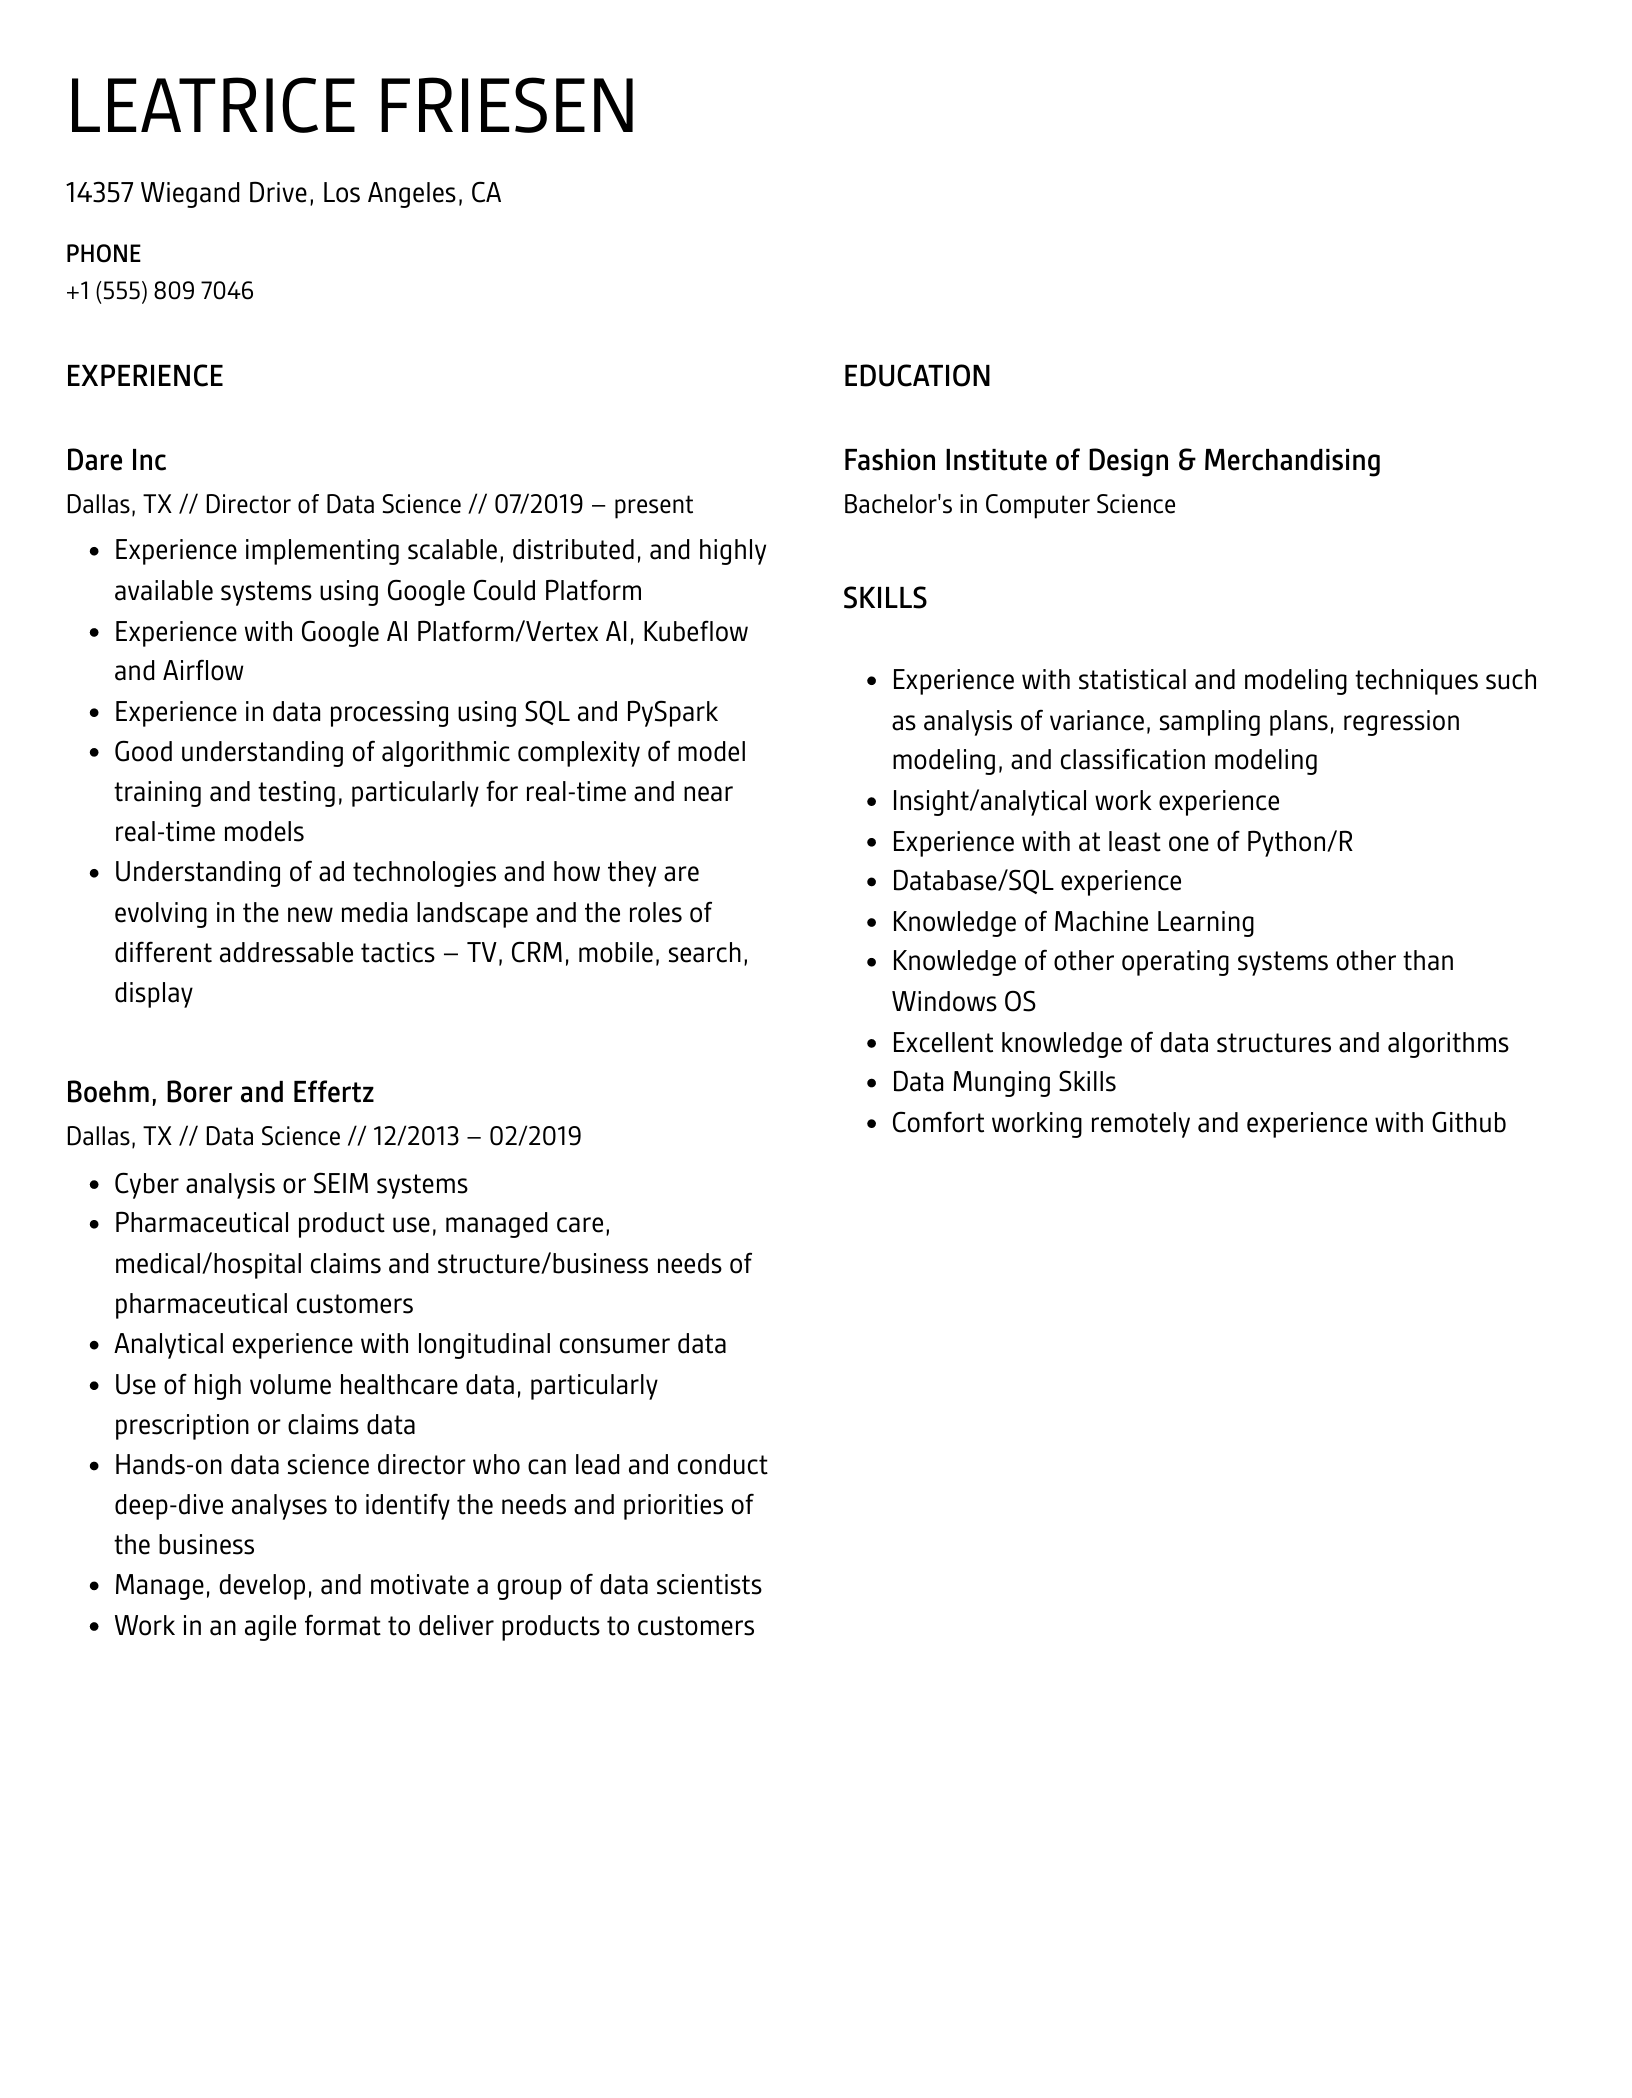 LEATRICE FRIESEN
14357 Wiegand Drive, Los Angeles, CA
PHONE
+1 (555) 809 7046
EXPERIENCE
Dare Inc
Dallas, TX // Director of Data Science // 07/2019 – present
• Experience implementing scalable, distributed, and highly
available systems using Google Could Platform
• Experience with Google AI Platform/Vertex AI, Kubeflow
and Airflow
• Experience in data processing using SQL and PySpark
• Good understanding of algorithmic complexity of model
training and testing, particularly for real-time and near
real-time models
• Understanding of ad technologies and how they are
evolving in the new media landscape and the roles of
different addressable tactics – TV, CRM, mobile, search,
display
Boehm, Borer and Effertz
Dallas, TX // Data Science // 12/2013 – 02/2019
• Cyber analysis or SEIM systems
• Pharmaceutical product use, managed care,
medical/hospital claims and structure/business needs of
pharmaceutical customers
• Analytical experience with longitudinal consumer data
• Use of high volume healthcare data, particularly
prescription or claims data
• Hands-on data science director who can lead and conduct
deep-dive analyses to identify the needs and priorities of
the business
• Manage, develop, and motivate a group of data scientists
• Work in an agile format to deliver products to customers
EDUCATION
Fashion Institute of Design & Merchandising
Bachelor's in Computer Science
SKILLS
• Experience with statistical and modeling techniques such
as analysis of variance, sampling plans, regression
modeling, and classification modeling
• Insight/analytical work experience
• Experience with at least one of Python/R
• Database/SQL experience
• Knowledge of Machine Learning
• Knowledge of other operating systems other than
Windows OS
• Excellent knowledge of data structures and algorithms
• Data Munging Skills
• Comfort working remotely and experience with Github